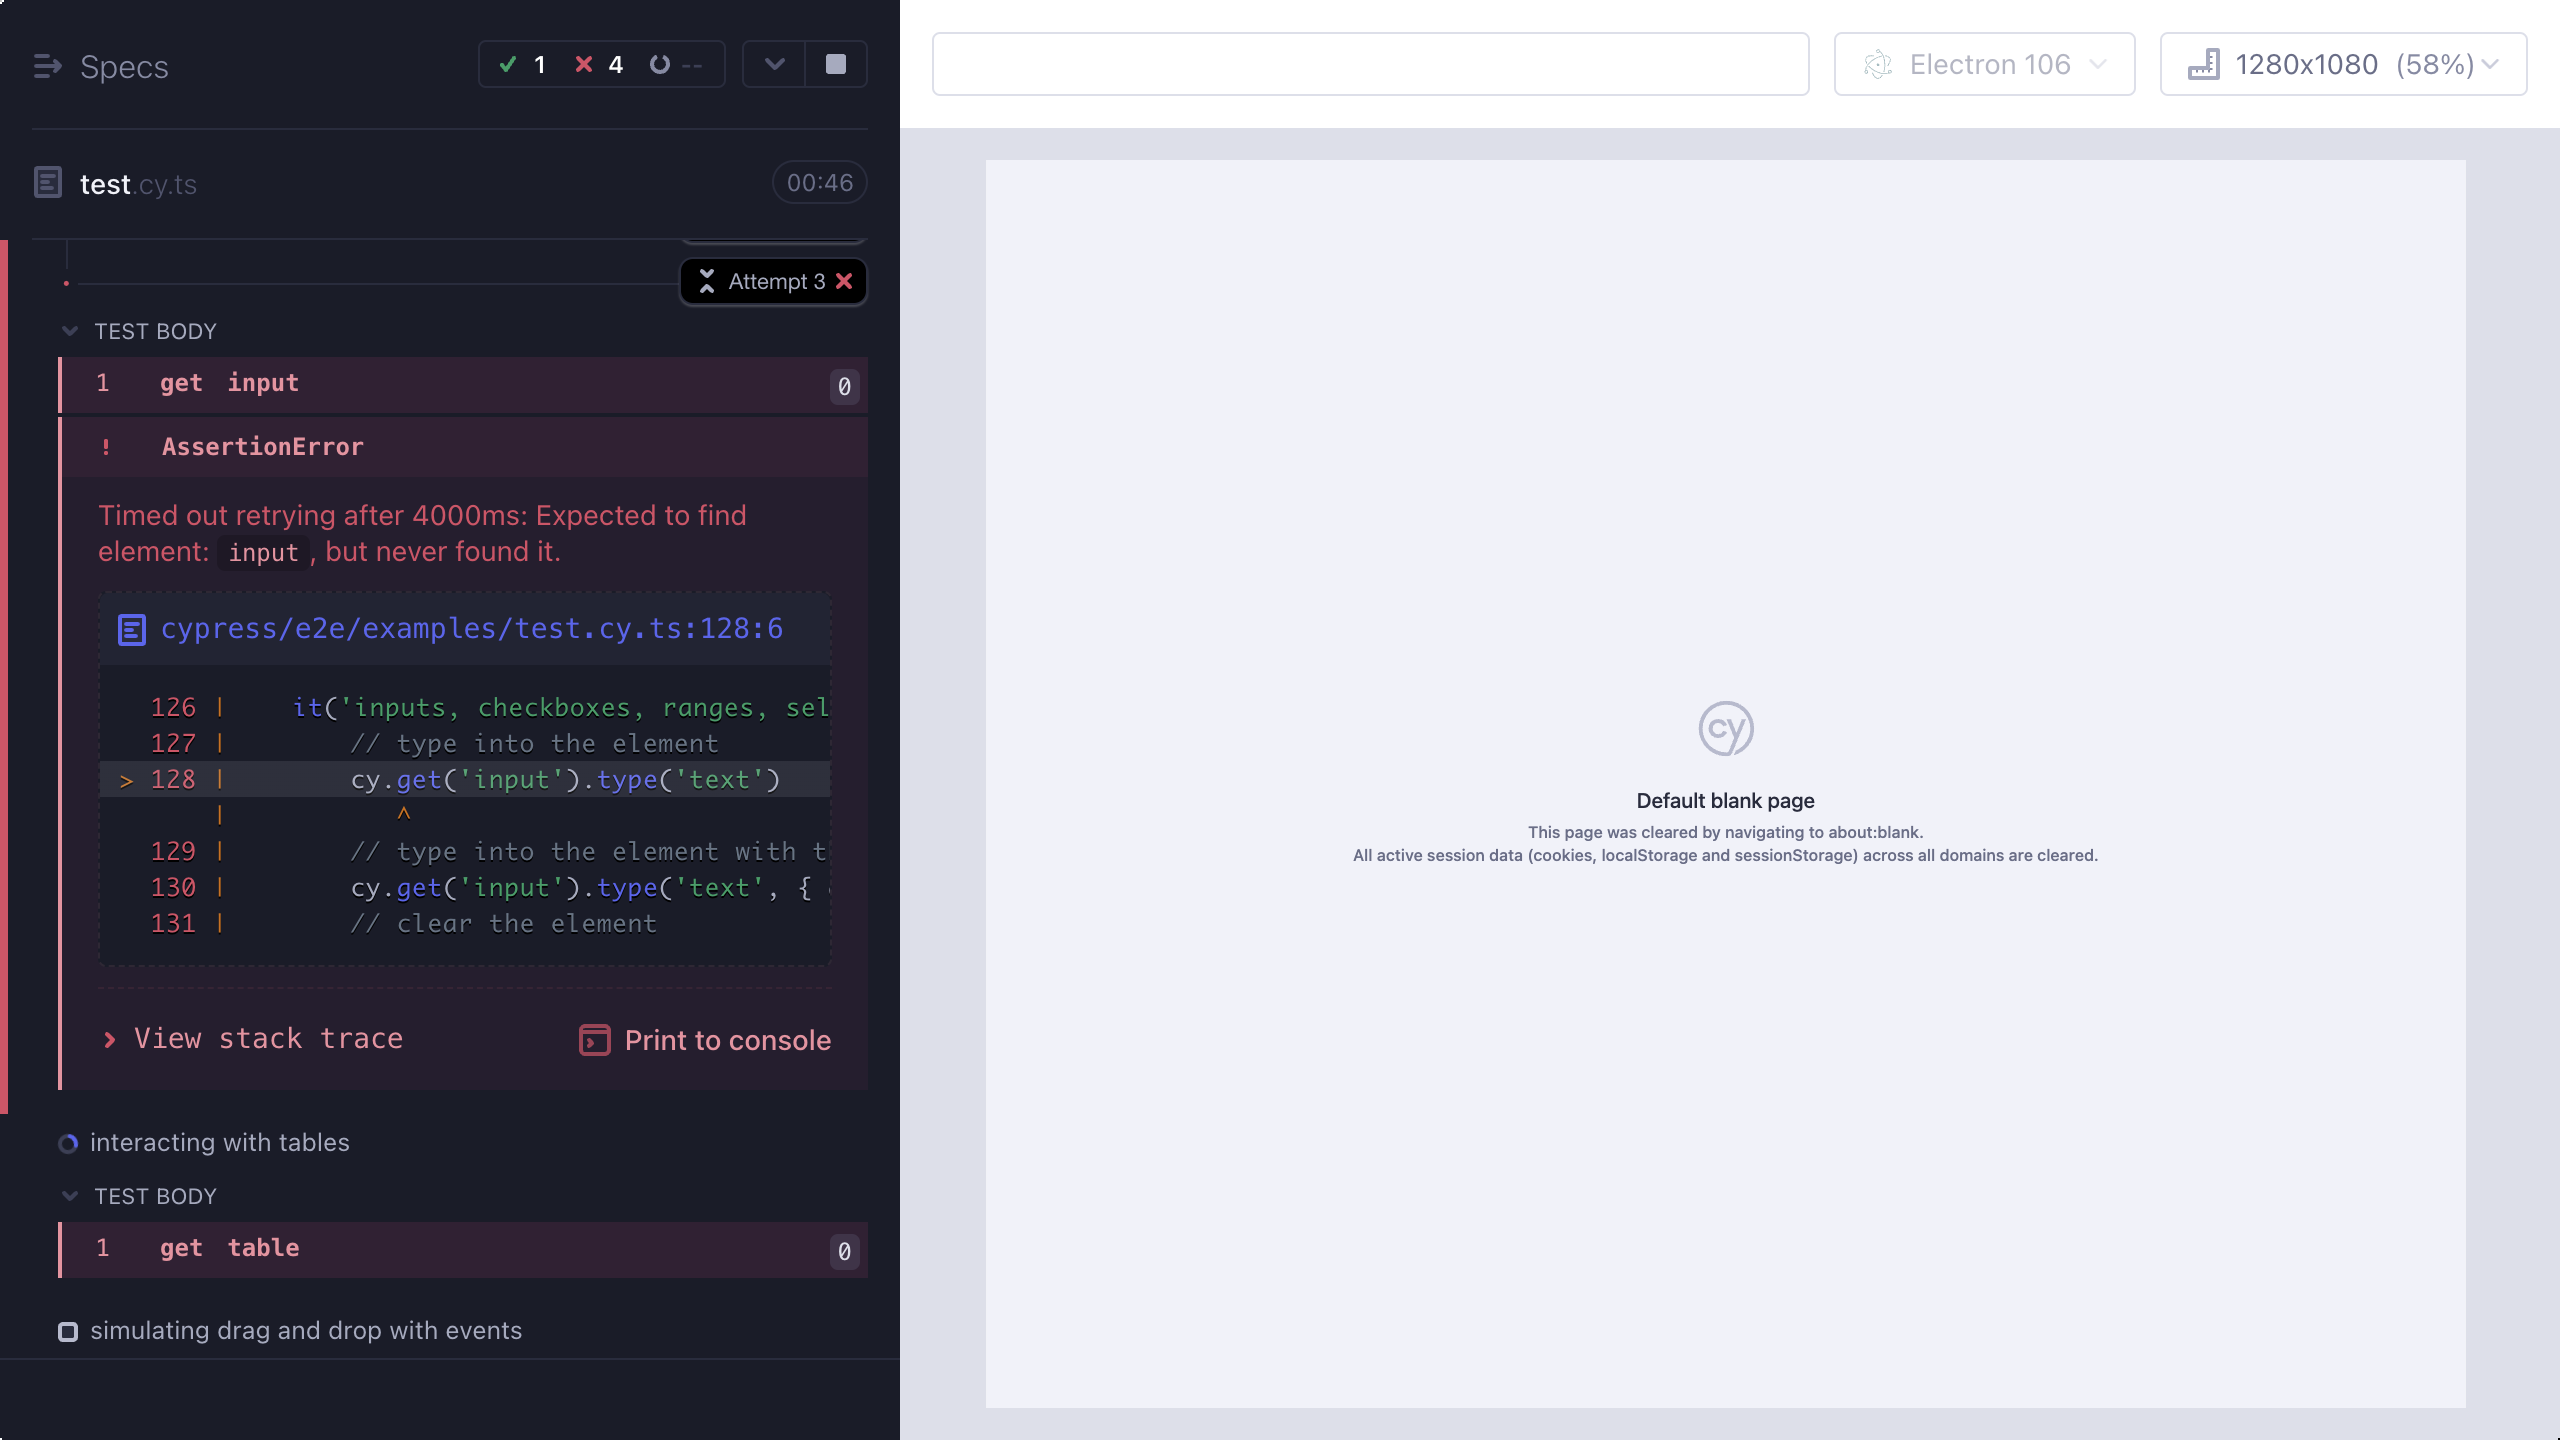 Specs
1 4 --
test.cy.ts
00:46
Attempt 3
TEST BODY
1 get input 0
! AssertionError
Timed out retrying after 4000ms: Expected to find
element: input, but never found it.
cypress/e2e/examples/test.cy.ts:128:6
126 | it('inputs, checkboxes, ranges, sel
127 | // type into the element
> 128 | cy.get('input').type('text')
| ^
129 | // type into the element with t
130 | cy.get('input').type('text', {
131 | // clear the element
View stack trace
Print to console
interacting with tables
TEST BODY
1 get table 0
simulating drag and drop with events
Electron 106
1280x1080 (58%)
cy
Default blank page
This page was cleared by navigating to about:blank.
All active session data (cookies, localStorage and sessionStorage) across all domains are cleared.